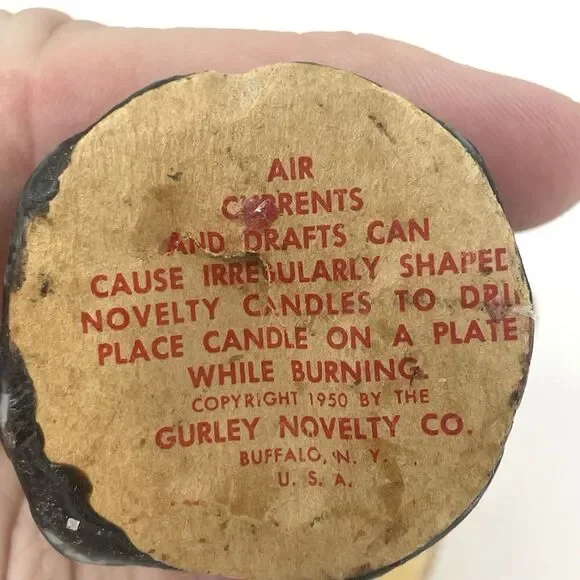 AIR
CURRENTS
AND DRAFTS CAN
CAUSE IRREGULARLY SHAPED
NOVELTY CANDLES TO DRI
PLACE CANDLE ON A PLATE
WHILE BURNING.
COPYRIGHT 1950 BY THE
GURLEY NOVELTY CO.
BUFFALO, N. Y.
U. S. A.